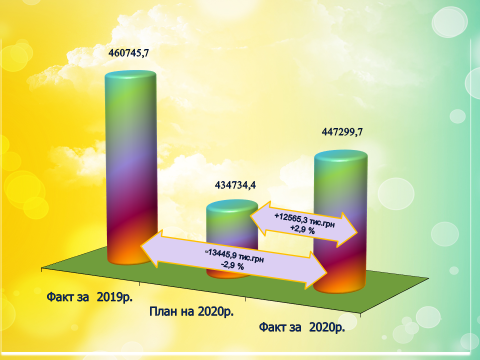 460745,7
447299,7
434734,4
+12565,3 тис.грн
+2,9 %
-13445,9 тис.грн
-2,9 %
Факт за 2019р.
План на 2020р.
Факт за 2020р.